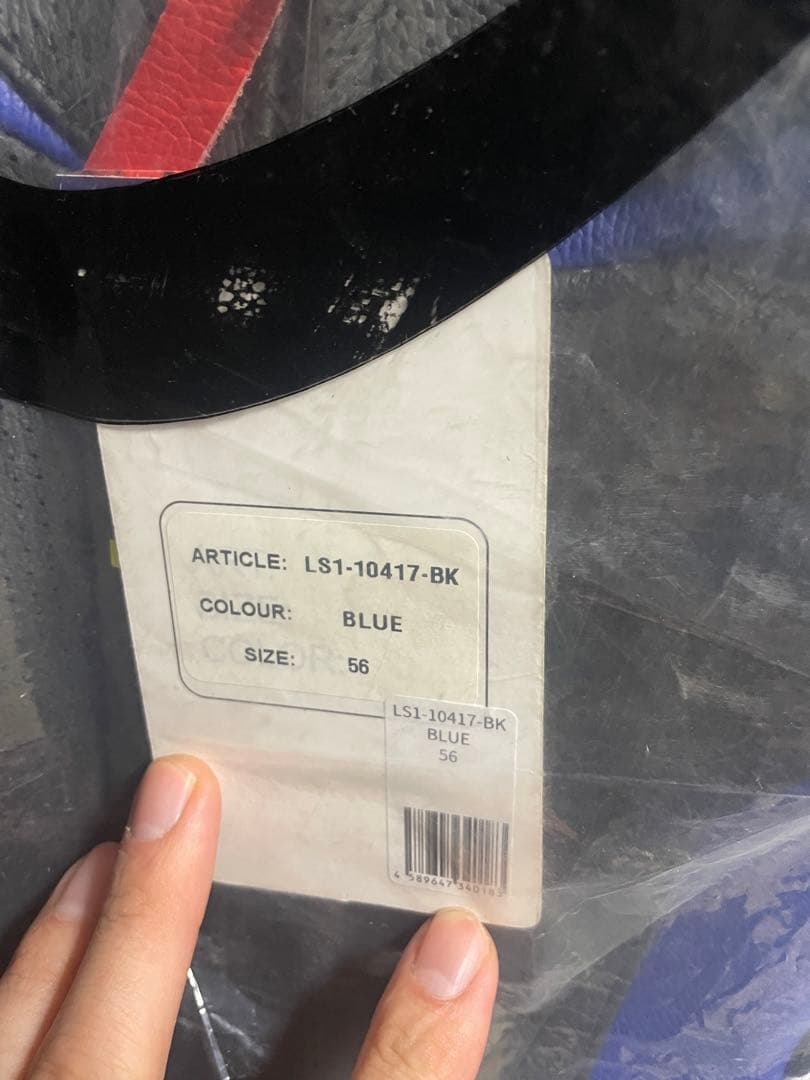 ARTICLE: LS1-10417-BK
COLOUR: BLUE
SIZE: 56
LS1-10417-BK
BLUE
56